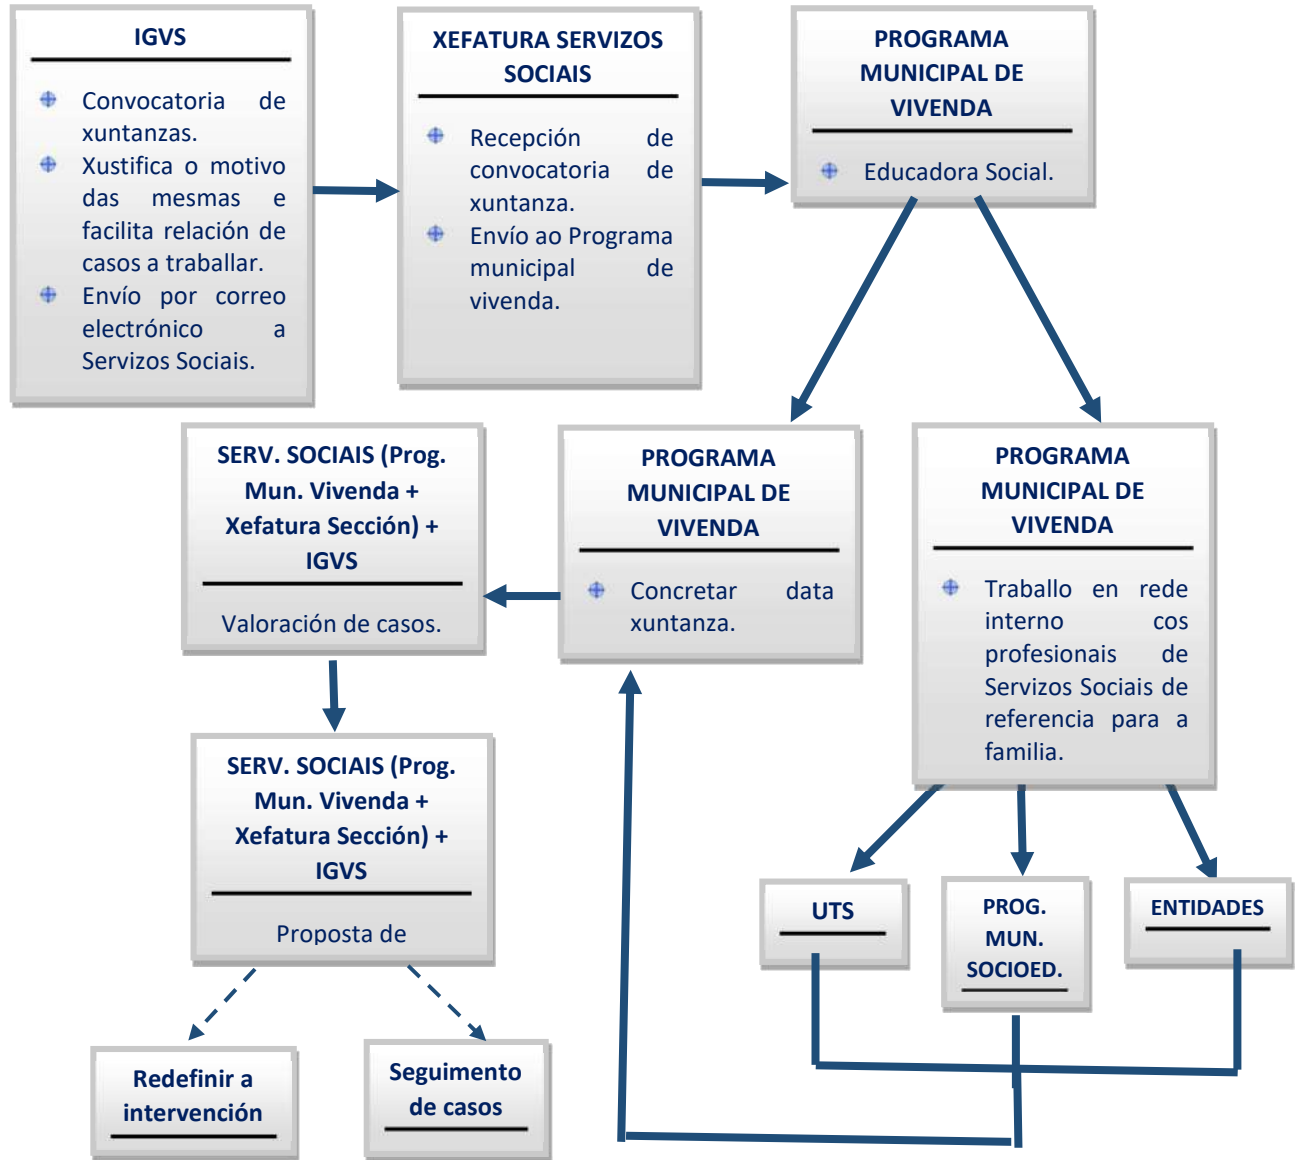 IGVS
Convocatoria de
xuntanzas.
Xustifica o motivo
das mesmas e
facilita relación de
casos a traballar.
Envío por correo
electrónico a
Servizos Sociais.
XEFATURA SERVIZOS
SOCIAIS
Recepción de
convocatoria de
xuntanza.
Envío ao Programa
municipal de
vivenda.
PROGRAMA
MUNICIPAL DE
VIVENDA
Educadora Social.
SERV. SOCIAIS (Prog.
Mun. Vivenda +
Xefatura Sección) +
IGVS
Valoración de casos.
PROGRAMA
MUNICIPAL DE
VIVENDA
Concretar data
xuntanza.
PROGRAMA
MUNICIPAL DE
VIVENDA
Traballo en rede
interno cos
profesionais de
Servizos Sociais de
referencia para a
familia.
SERV. SOCIAIS (Prog.
Mun. Vivenda +
Xefatura Sección) +
IGVS
Proposta de
UTS
PROG.
MUN.
SOCIOED.
ENTIDADES
Redefinir a
intervención
Seguimento
de casos